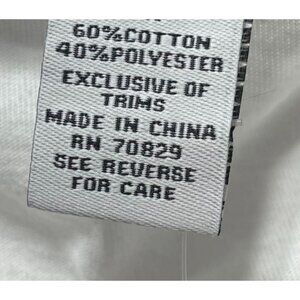 60%COTTON
40%POLYESTER
EXCLUSIVE OF
TRIMS
MADE IN CHINA
RN 70829
SEE REVERSE
FOR CARE